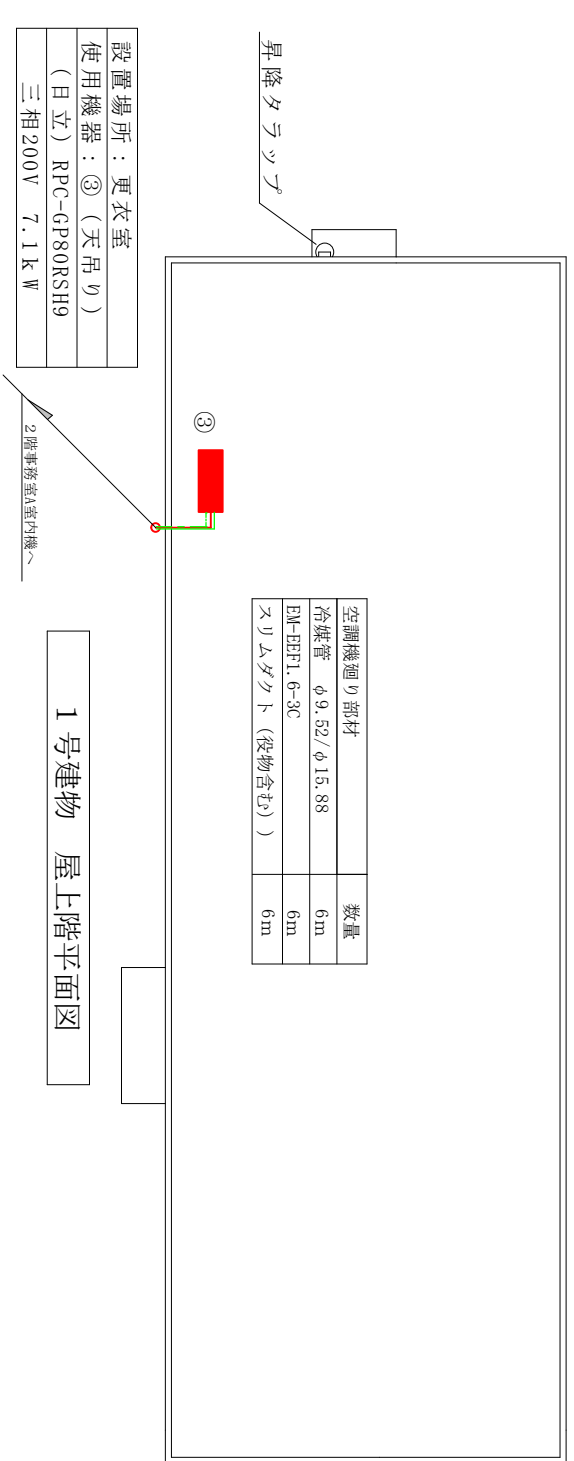 昇降タラップ
設置場所：更衣室
使用機器：③（天吊り）
（日立）RPC-GP80RSH9
三相200V 7.1kW
③
2階事務室A室内機へ
空調機廻り部材 数量
冷媒管 φ9.52/φ15.88 6m
EM-EEF1.6-3C 6m
スリムダクト（役物含む）) 6m
1号建物 屋上階平面図